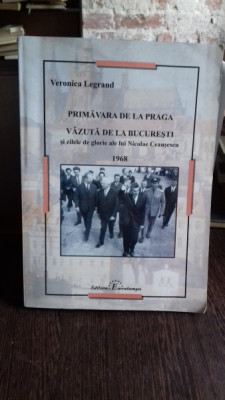 Veronica Legrand
PRIMĂVARA DE LA PRAGA
VĂZUTĂ DE LA BUCUREȘTI
și zilele de glorie ale lui Nicolae Ceaușescu
1968
Editura